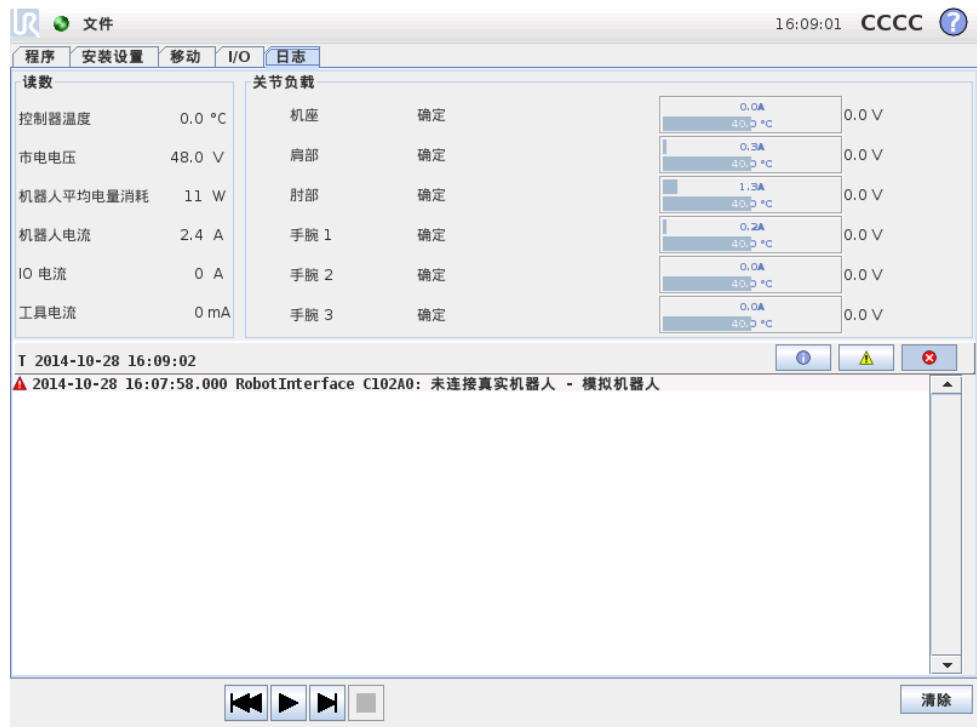 UR 文件 16:09:01 CCCC ?
程序 安装设置 移动 I/O 日志
读数 关节负载
控制器温度 0.0 °C
市电电压 48.0 V
机器人平均电量消耗 11 W
机器人电流 2.4 A
IO 电流 0 A
工具电流 0 mA
机座 确定 0.0A 40.0 °C 0.0 V
肩部 确定 0.3A 40.0 °C 0.0 V
肘部 确定 1.3A 40.0 °C 0.0 V
手腕 1 确定 0.2A 40.0 °C 0.0 V
手腕 2 确定 0.0A 40.0 °C 0.0 V
手腕 3 确定 0.0A 40.0 °C 0.0 V
T 2014-10-28 16:09:02
2014-10-28 16:07:58.000 RobotInterface C102A0: 未连接真实机器人 - 模拟机器人
清除